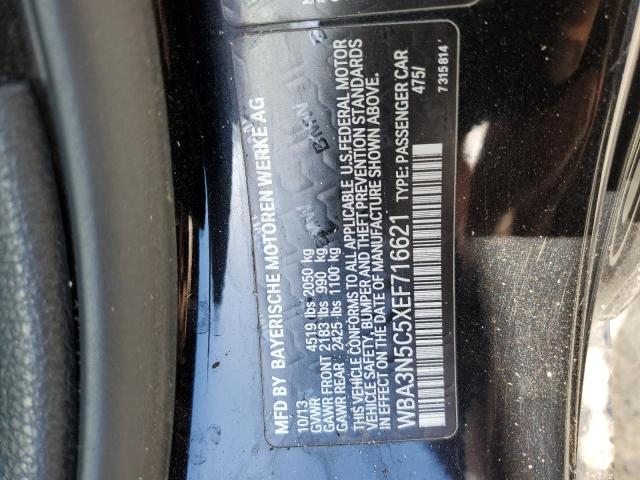 MFD BY BAYERISCHE MOTOREN WERKE AG
10/13
GVWR 4519 lbs 2050 kg
GAWR FRONT 2183 lbs 990 kg
GAWR REAR 2425 lbs 1100 kg
THIS VEHICLE CONFORMS TO ALL APPLICABLE U.S. FEDERAL MOTOR
VEHICLE SAFETY, BUMPER AND THEFT PREVENTION STANDARDS
IN EFFECT ON THE DATE OF MANUFACTURE SHOWN ABOVE.
WBA3N5C5XEF716621 TYPE: PASSENGER CAR
475/
7 315 814